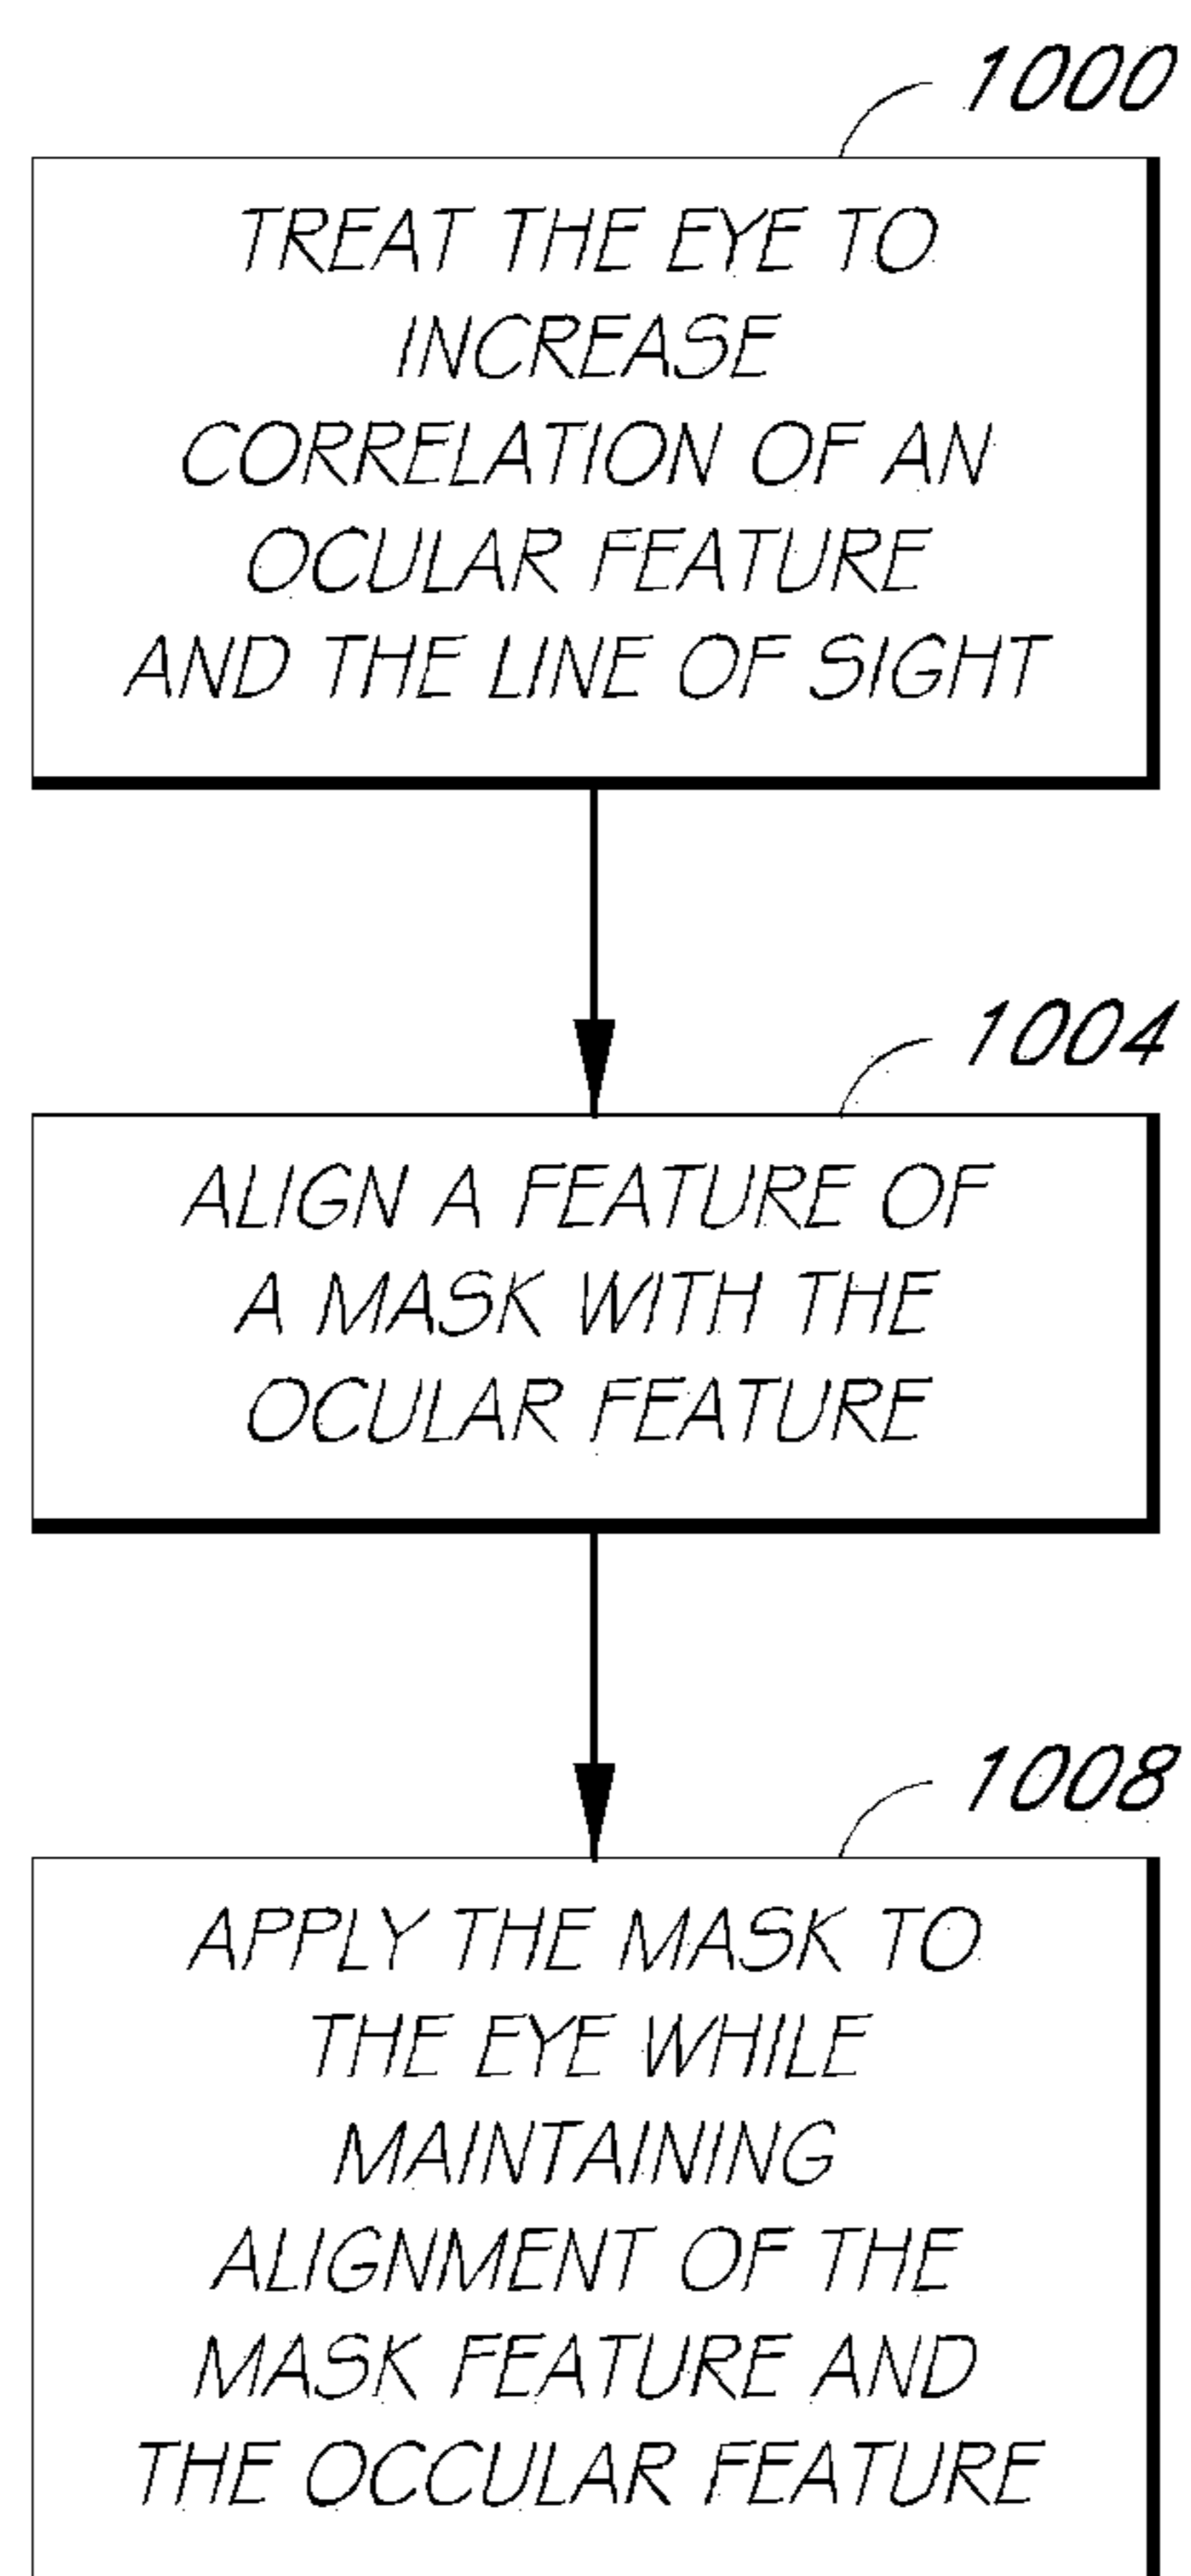 1000
TREAT THE EYE TO
INCREASE
CORRELATION OF AN
OCULAR FEATURE
AND THE LINE OF SIGHT
1004
ALIGN A FEATURE OF
A MASK WITH THE
OCULAR FEATURE
1008
APPLY THE MASK TO
THE EYE WHILE
MAINTAINING
ALIGNMENT OF THE
MASK FEATURE AND
THE OCCULAR FEATURE